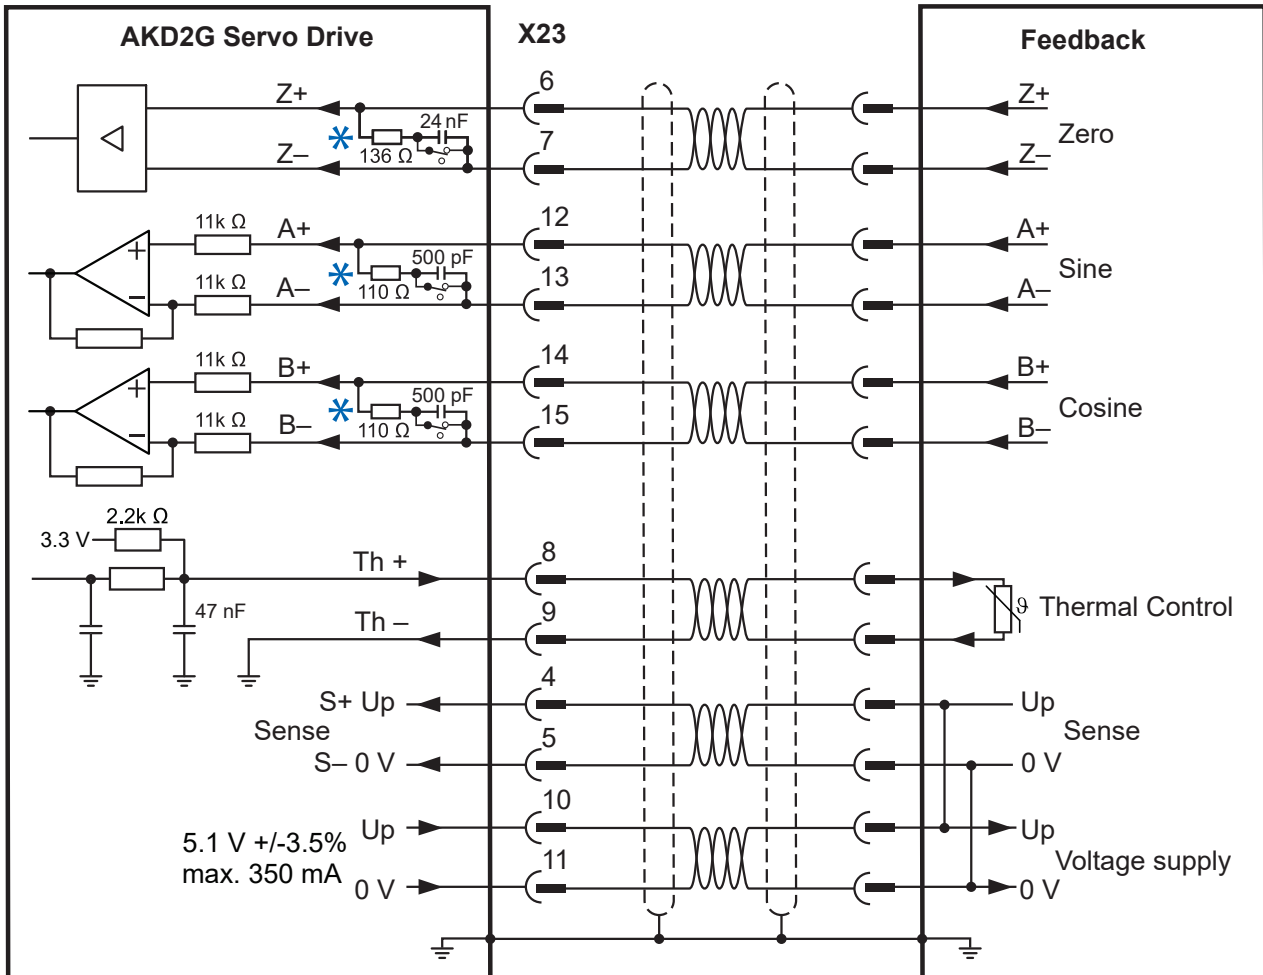 AKD2G Servo Drive X23 Feedback
6
Z+ Z+
24 nF
* Zero
136 Ω
7
Z– Z–
12
11k Ω A+ A+
+
500 pF
* Sine
110 Ω
13
11k Ω A– A–
–
14
11k Ω B+ B+
+
500 pF
* Cosine
110 Ω
15
11k Ω B– B–
–
2.2k Ω
3.3 V
8
Th +
47 nF
ϑ Thermal Control
9
Th –
4
S+ Up Up
Sense Sense
5
S– 0 V 0 V
10
Up Up
5.1 V +/-3.5%
Voltage supply
11
max. 350 mA
0 V 0 V